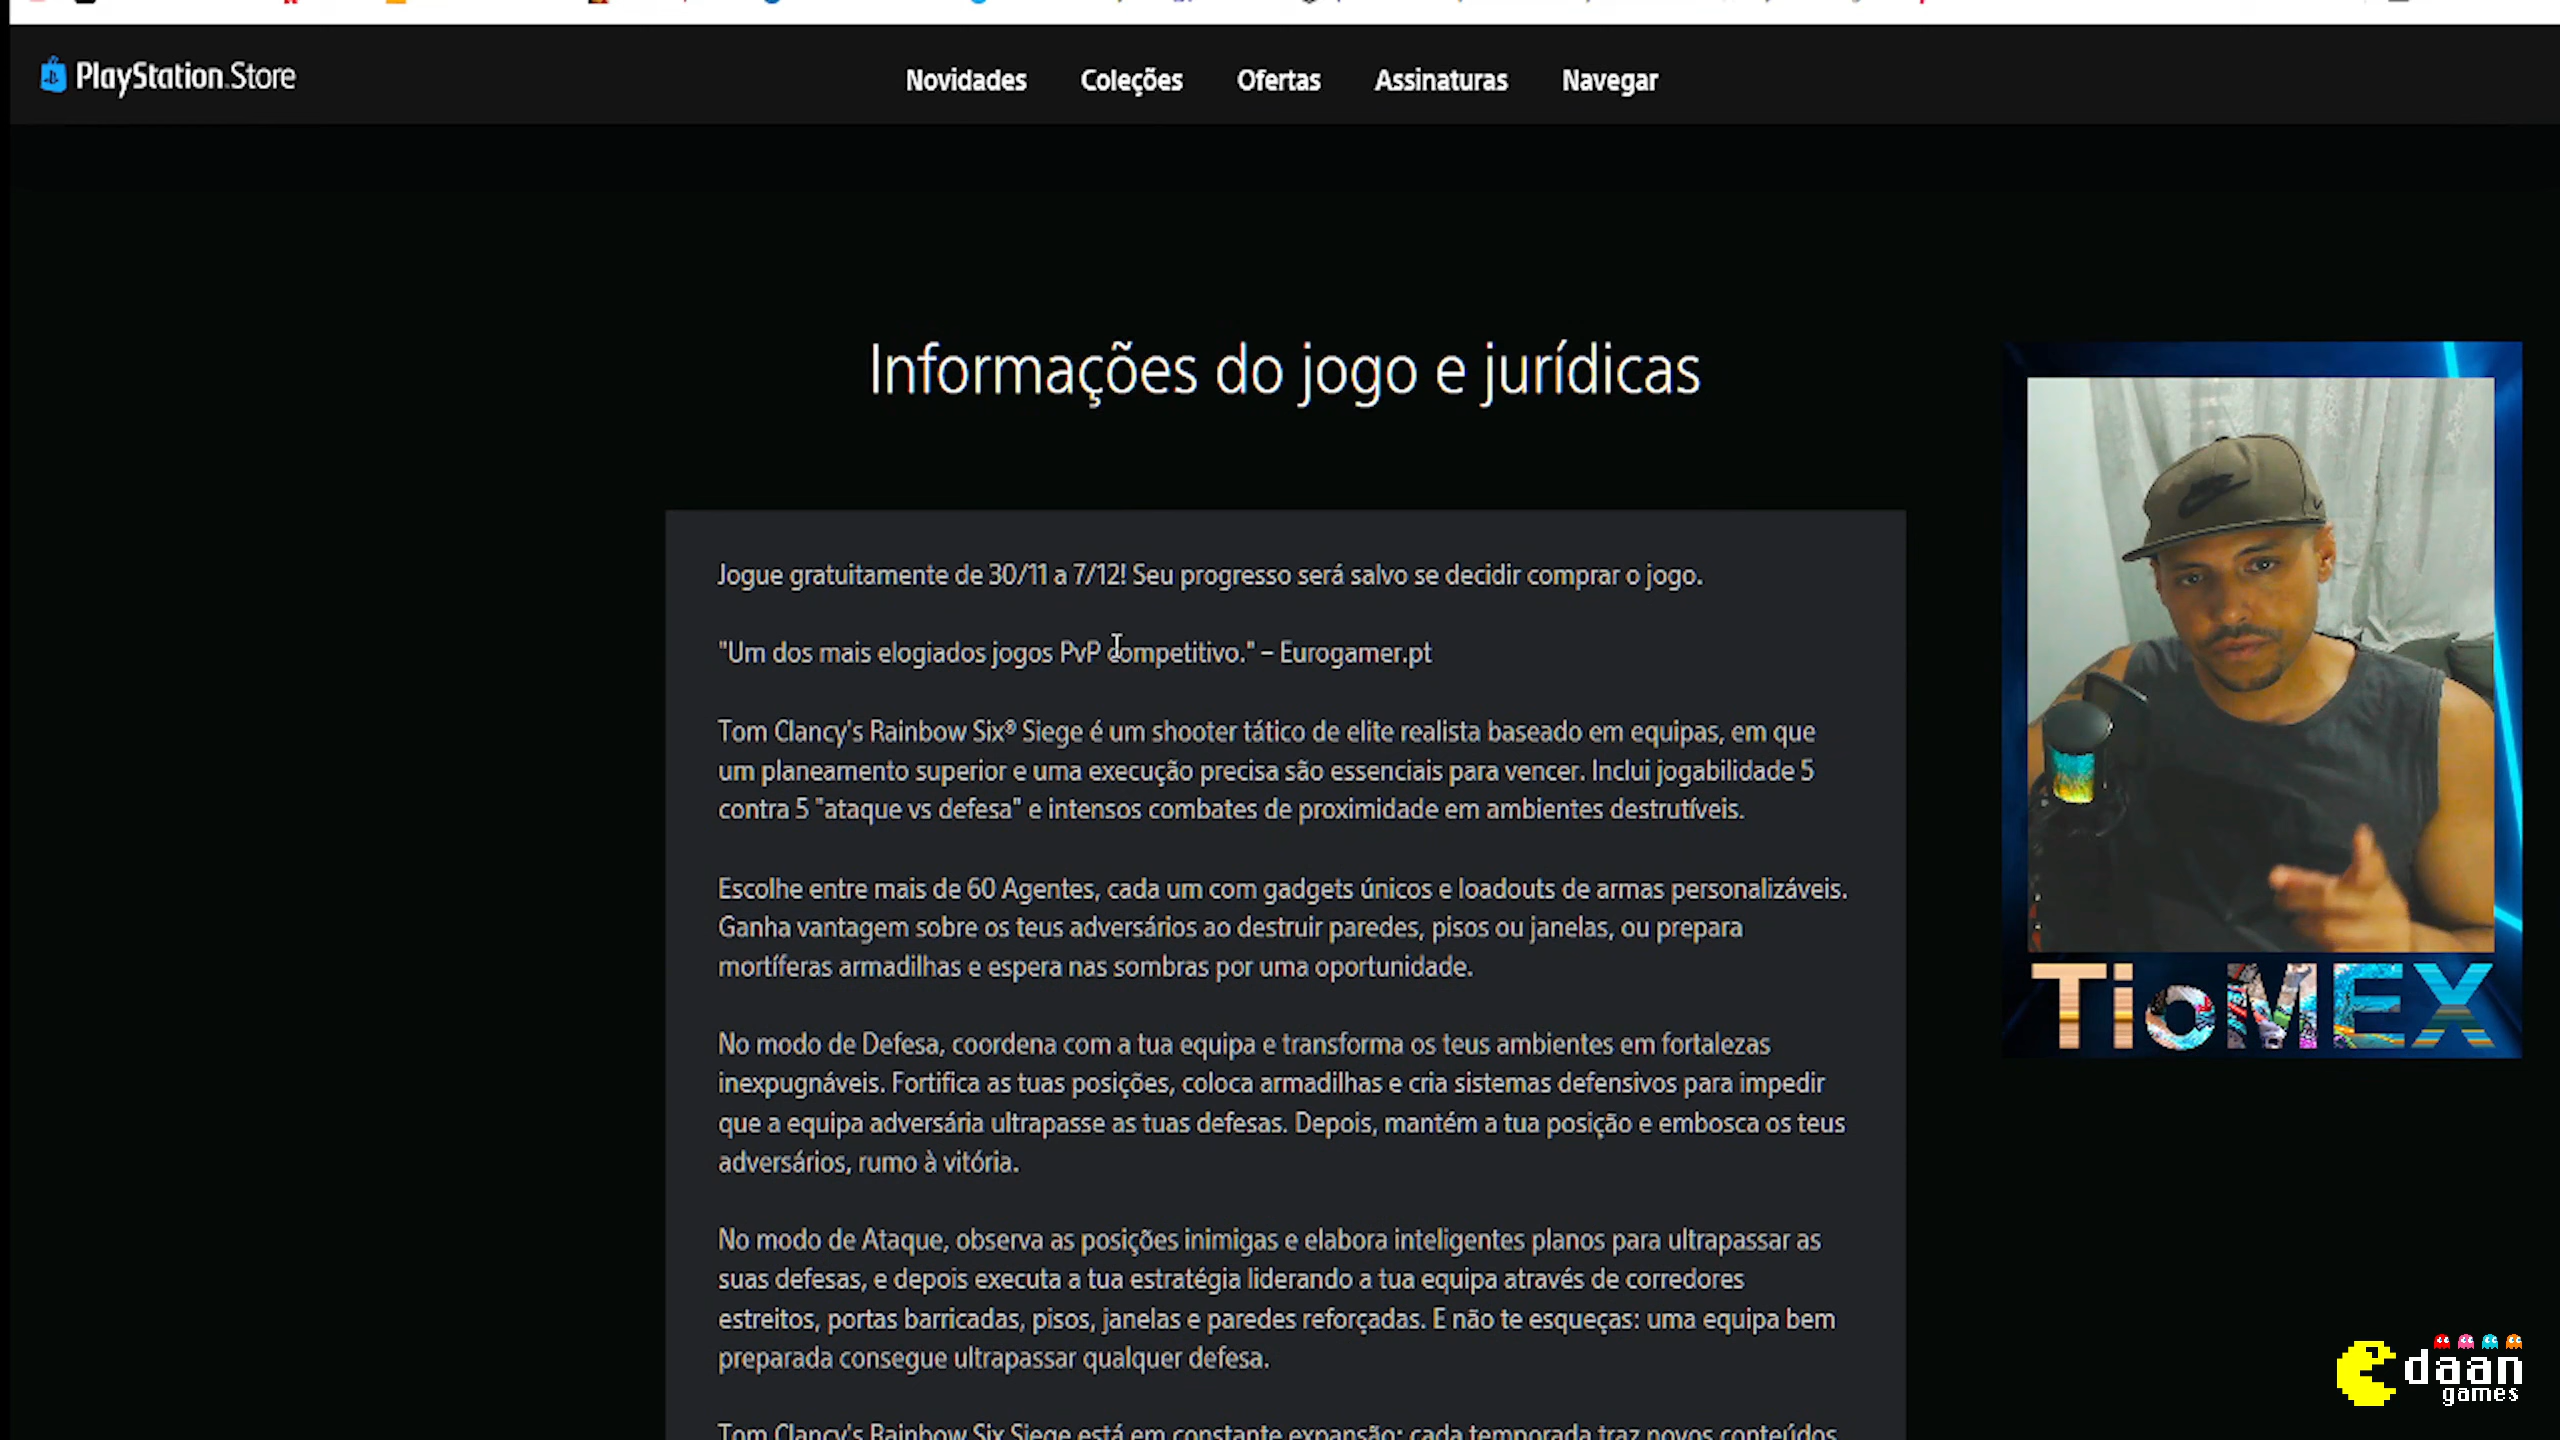 PlayStation Store
Novidades
Coleções
Ofertas
Assinaturas
Navegar
Informações do jogo e jurídicas
Jogue gratuitamente de 30/11 a 7/12! Seu progresso será salvo se decidir comprar o jogo.
"Um dos mais elogiados jogos PvP competitivo." – Eurogamer.pt
Tom Clancy's Rainbow Six® Siege é um shooter tático de elite realista baseado em equipas, em que
um planeamento superior e uma execução precisa são essenciais para vencer. Inclui jogabilidade 5
contra 5 "ataque vs defesa" e intensos combates de proximidade em ambientes destrutíveis.
Escolhe entre mais de 60 Agentes, cada um com gadgets únicos e loadouts de armas personalizáveis.
Ganha vantagem sobre os teus adversários ao destruir paredes, pisos ou janelas, ou prepara
mortíferas armadilhas e espera nas sombras por uma oportunidade.
No modo de Defesa, coordena com a tua equipa e transforma os teus ambientes em fortalezas
inexpugnáveis. Fortifica as tuas posições, coloca armadilhas e cria sistemas defensivos para impedir
que a equipa adversária ultrapasse as tuas defesas. Depois, mantém a tua posição e embosca os teus
adversários, rumo à vitória.
No modo de Ataque, observa as posições inimigas e elabora inteligentes planos para ultrapassar as
suas defesas, e depois executa a tua estratégia liderando a tua equipa através de corredores
estreitos, portas barricadas, pisos, janelas e paredes reforçadas. E não te esqueças: uma equipa bem
preparada consegue ultrapassar qualquer defesa.
Tom Clancy's Rainbow Six Siege está em constante expansão: cada temporada traz novos conteúdos
TioMEX
daan
games